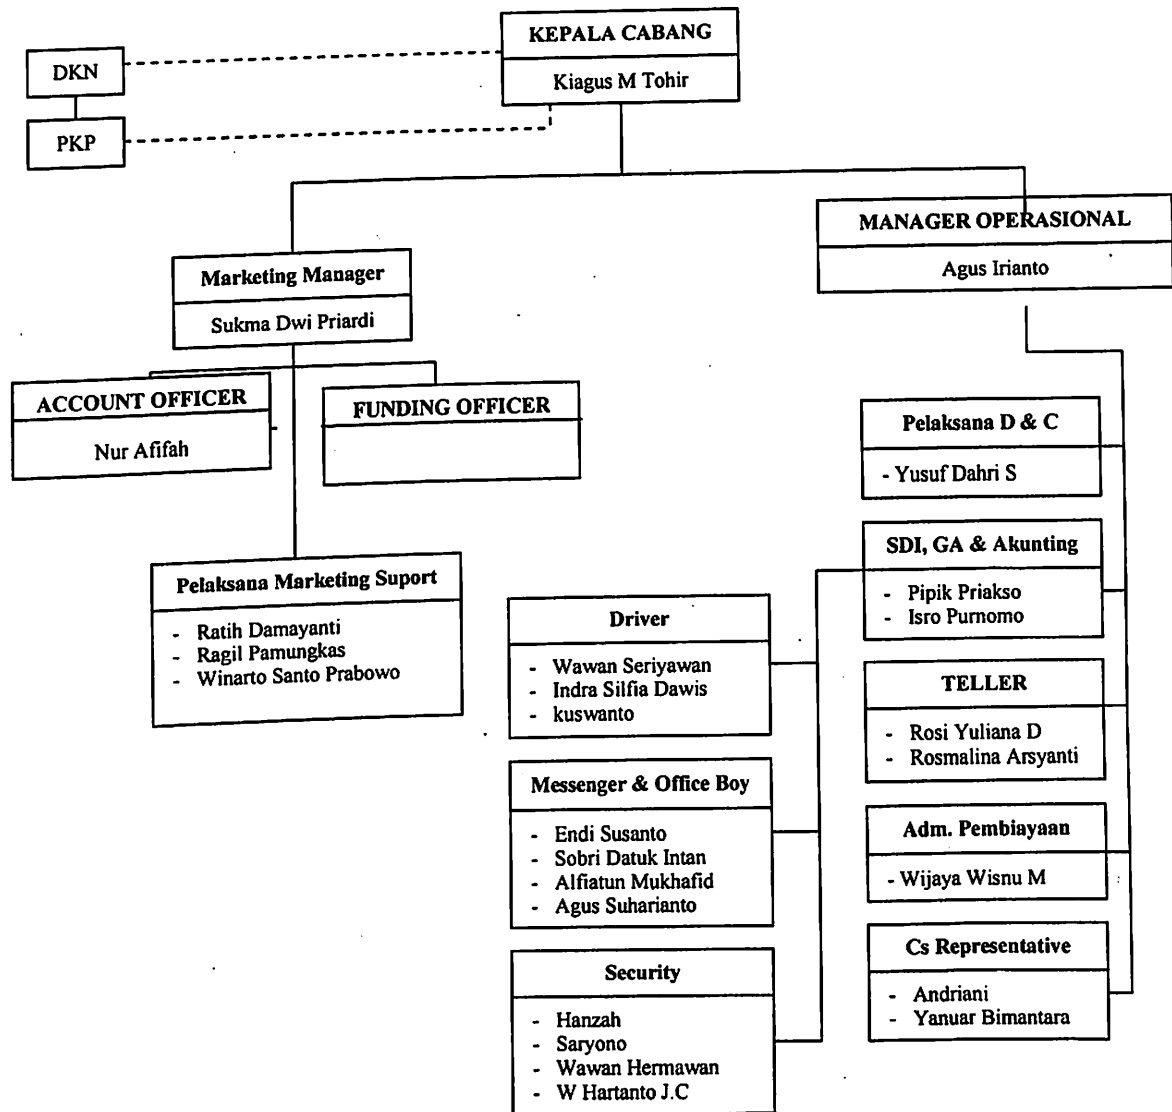 KEPALA CABANG
Kiagus M Tohir
DKN
PKP
MANAGER OPERASIONAL
Agus Irianto
Marketing Manager
Sukma Dwi Priardi
ACCOUNT OFFICER
Nur Afifah
FUNDING OFFICER
Pelaksana D & C
- Yusuf Dahri S
SDI, GA & Akunting
- Pipik Priakso
- Isro Purnomo
Pelaksana Marketing Suport
- Ratih Damayanti
- Ragil Pamungkas
- Winarto Santo Prabowo
Driver
- Wawan Seriyawan
- Indra Silfia Dawis
- kuswanto
TELLER
- Rosi Yuliana D
- Rosmalina Arsyanti
Messenger & Office Boy
- Endi Susanto
- Sobri Datuk Intan
- Alfiatun Mukhafid
- Agus Suharianto
Adm. Pembiayaan
- Wijaya Wisnu M
Cs Representative
- Andriani
- Yanuar Bimantara
Security
- Hanzah
- Saryono
- Wawan Hermawan
- W Hartanto J.C